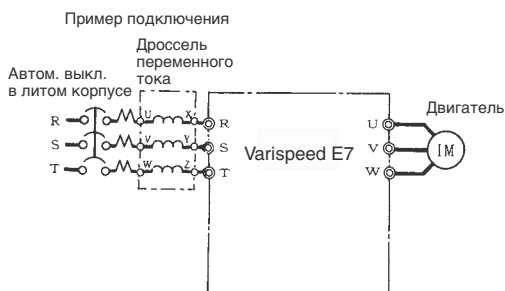 Пример подключения
Дроссель
переменного
тока
Автом. выкл.
в литом корпусе
Двигатель
R U X R U
S V Y S Varispeed E7 V IM
T W Z T W